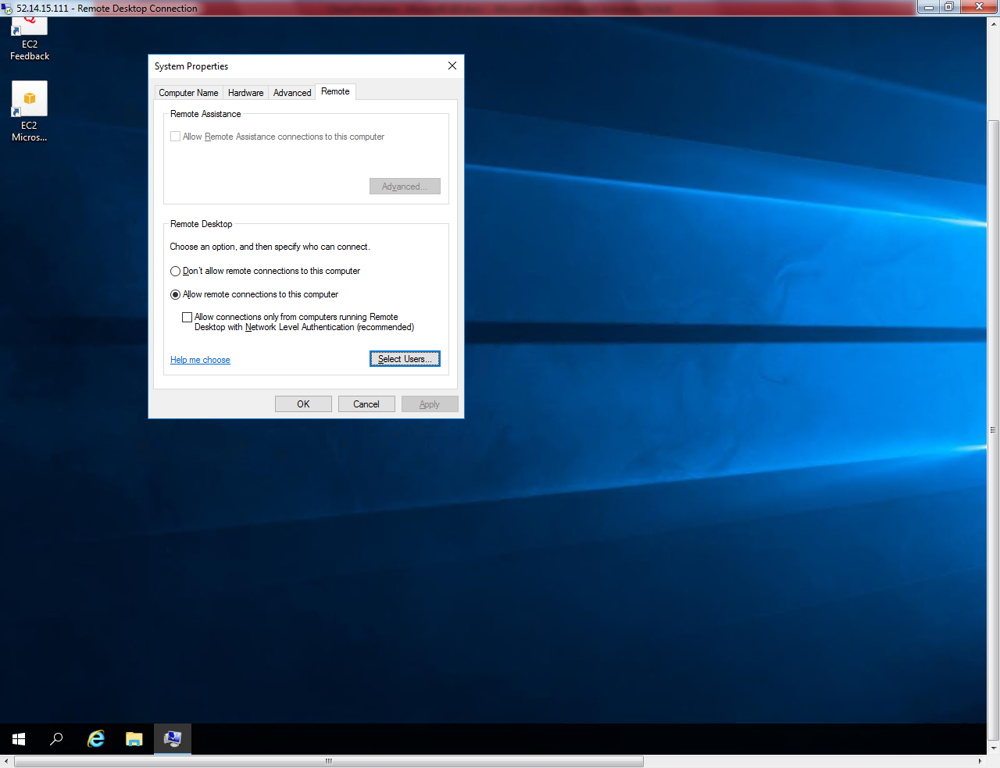 52.14.15.111 - Remote Desktop Connection
EC2
Feedback
EC2
Micros...
System Properties
Computer Name
Hardware
Advanced
Remote
Remote Assistance
Allow Remote Assistance connections to this computer
Advanced...
Remote Desktop
Choose an option, and then specify who can connect.
Don't allow remote connections to this computer
Allow remote connections to this computer
Allow connections only from computers running Remote
Desktop with Network Level Authentication (recommended)
Help me choose
Select Users...
OK
Cancel
Apply